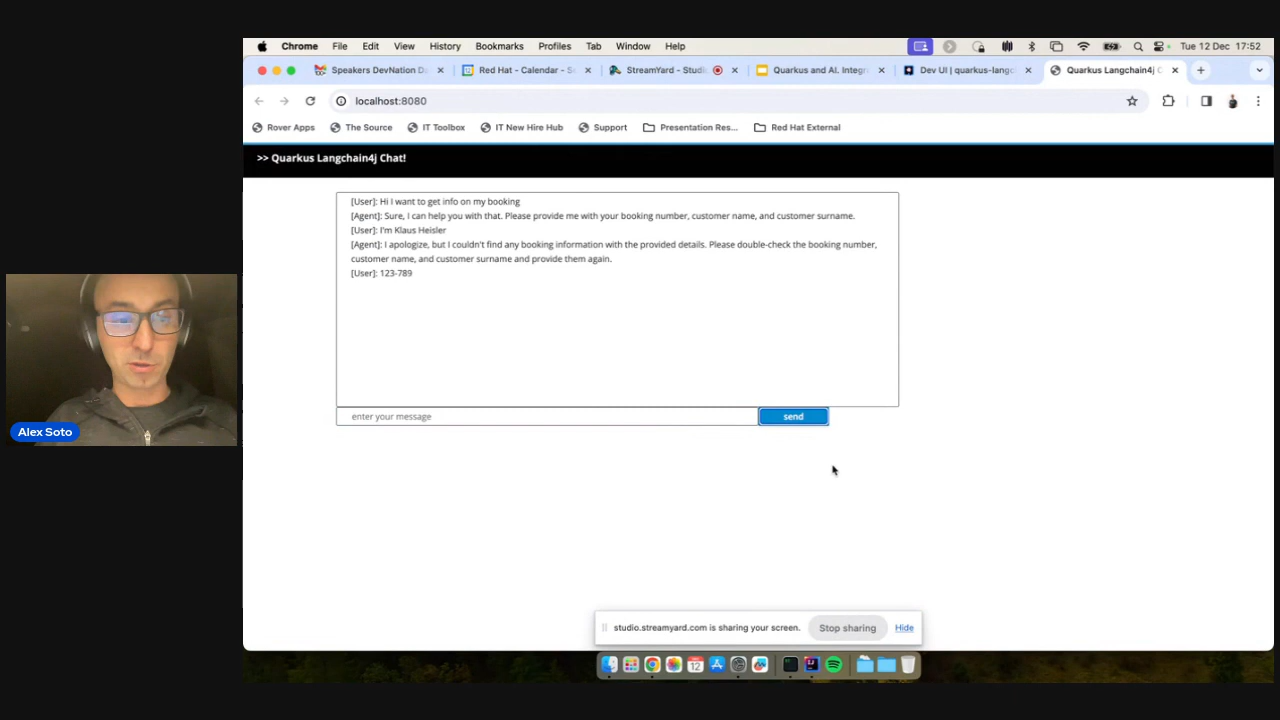 Chrome File Edit View History Bookmarks Profiles Tab Window Help Tue 12 Dec 17:52
Speakers DevNation D Red Hat - Calendar - S StreamYard - Studi Quarkus and AI. Integr Dev UI | quarkus-langc Quarkus Langchain4j C
localhost:8080
Rover Apps The Source IT Toolbox IT New Hire Hub Support Presentation Res... Red Hat External
>> Quarkus Langchain4j Chat!
[User]: Hi I want to get info on my booking
[Agent]: Sure, I can help you with that. Please provide me with your booking number, customer name, and customer surname.
[User]: I'm Klaus Heisler
[Agent]: I apologize, but I couldn't find any booking information with the provided details. Please double-check the booking number,
customer name, and customer surname and provide them again.
[User]: 123-789
enter your message send
Alex Soto
studio.streamyard.com is sharing your screen. Stop sharing Hide